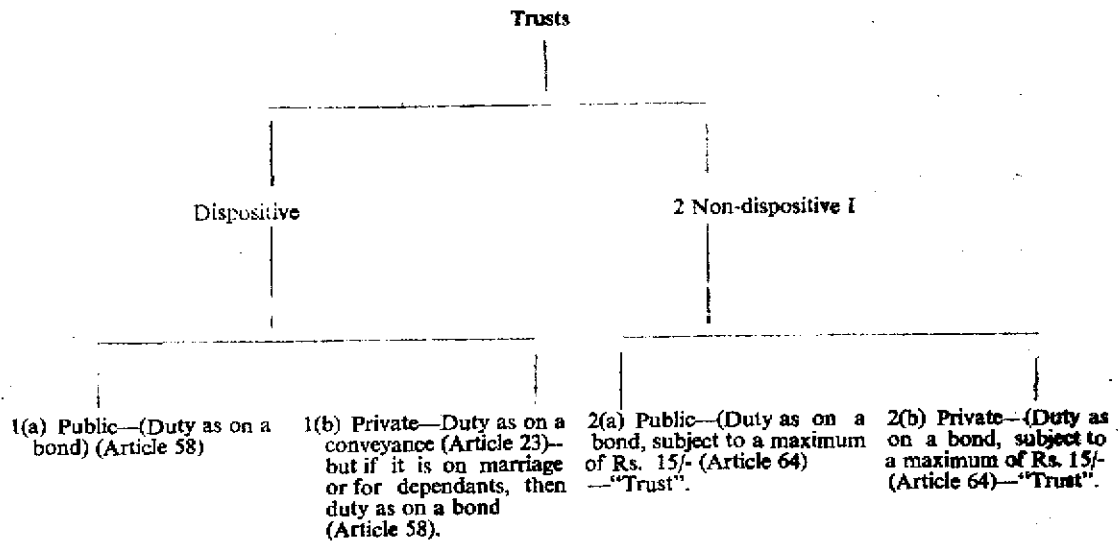 Trusts
Dispositive
2 Non-dispositive I
1(a) Public—(Duty as on a
bond) (Article 58)
1(b) Private—Duty as on a
conveyance (Article 23)—
but if it is on marriage
or for dependants, then
duty as on a bond
(Article 58).
2(a) Public—(Duty as on a
bond, subject to a maximum
of Rs. 15/- (Article 64)
—“Trust”.
2(b) Private—(Duty as
on a bond, subject to
a maximum of Rs. 15/-
(Article 64)—“Trust”.